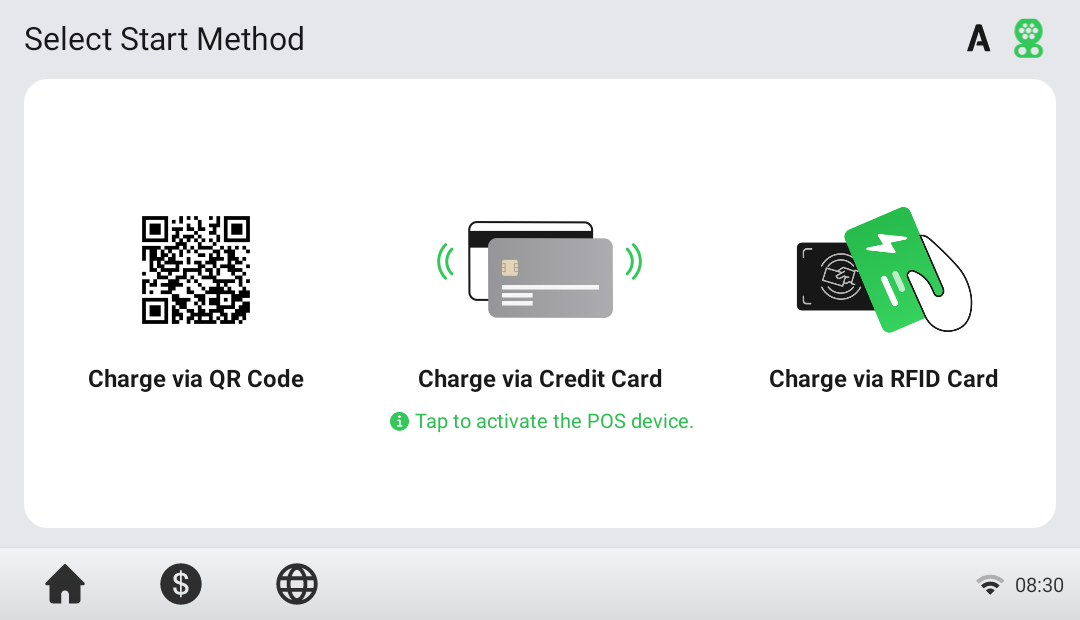 Select Start Method
A
Charge via QR Code
Charge via Credit Card
Charge via RFID Card
Tap to activate the POS device.
$
08:30